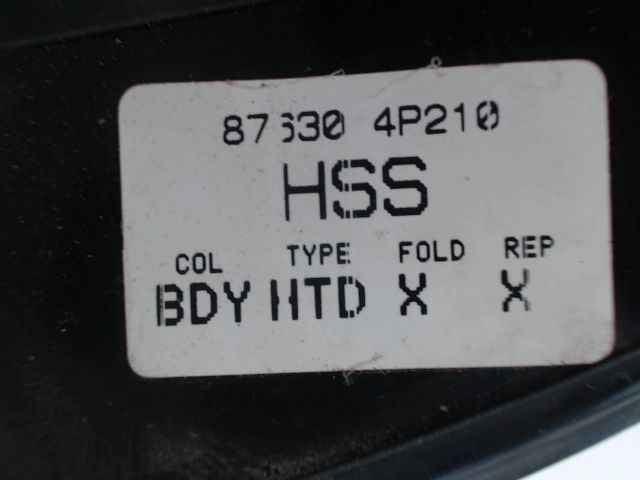 87630 4P210
HSS
COL TYPE FOLD REP
BDY HTD X X